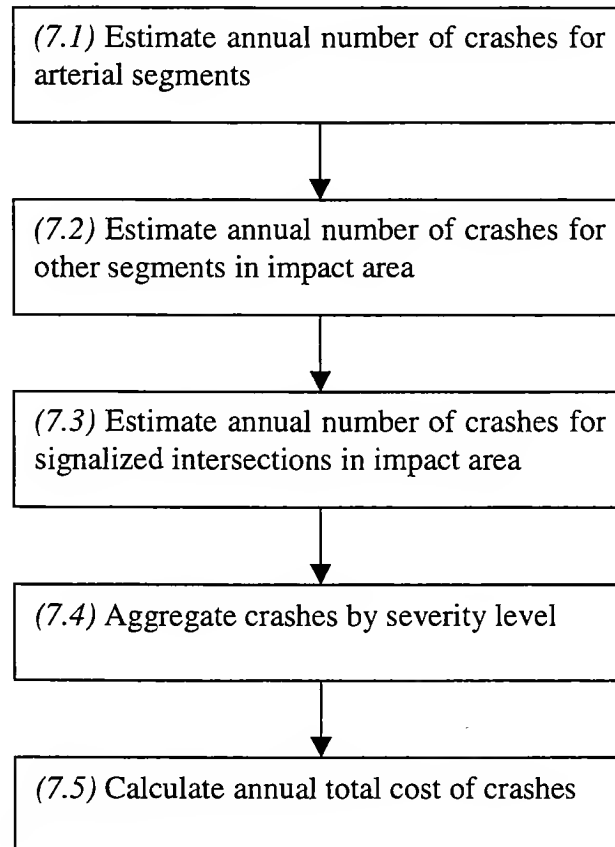 (7.1) Estimate annual number of crashes for
arterial segments
(7.2) Estimate annual number of crashes for
other segments in impact area
(7.3) Estimate annual number of crashes for
signalized intersections in impact area
(7.4) Aggregate crashes by severity level
(7.5) Calculate annual total cost of crashes